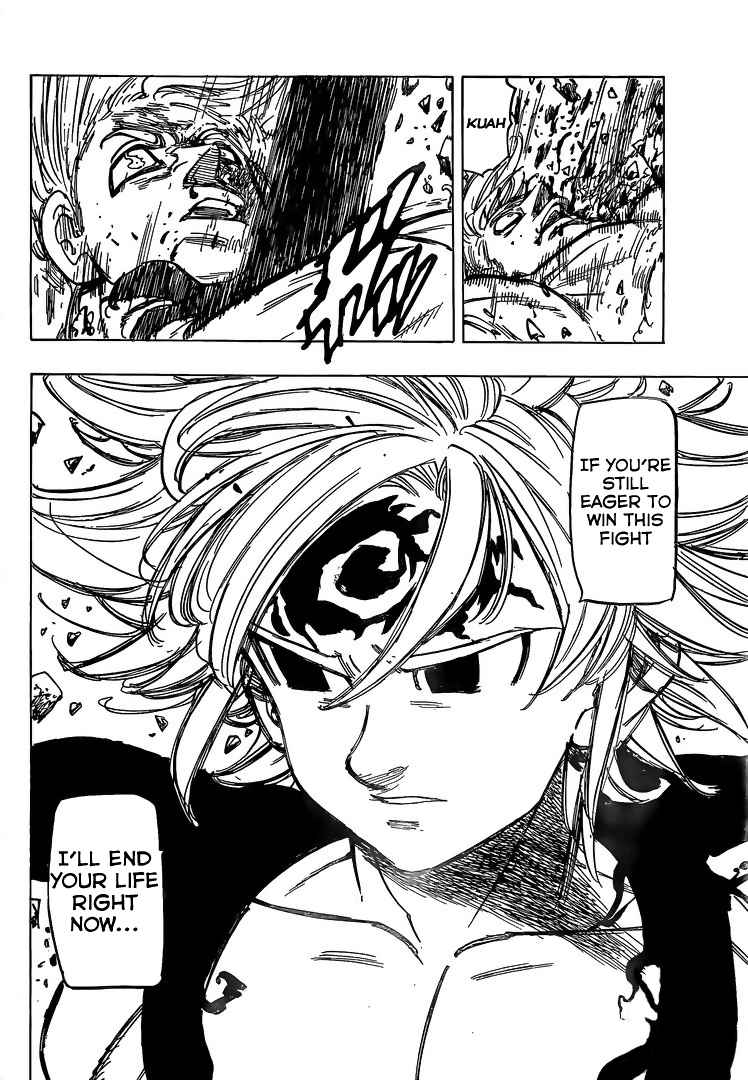 KUAH
IF YOU'RE
STILL
EAGER TO
WIN THIS
FIGHT
I'LL END
YOUR LIFE
RIGHT
NOW...